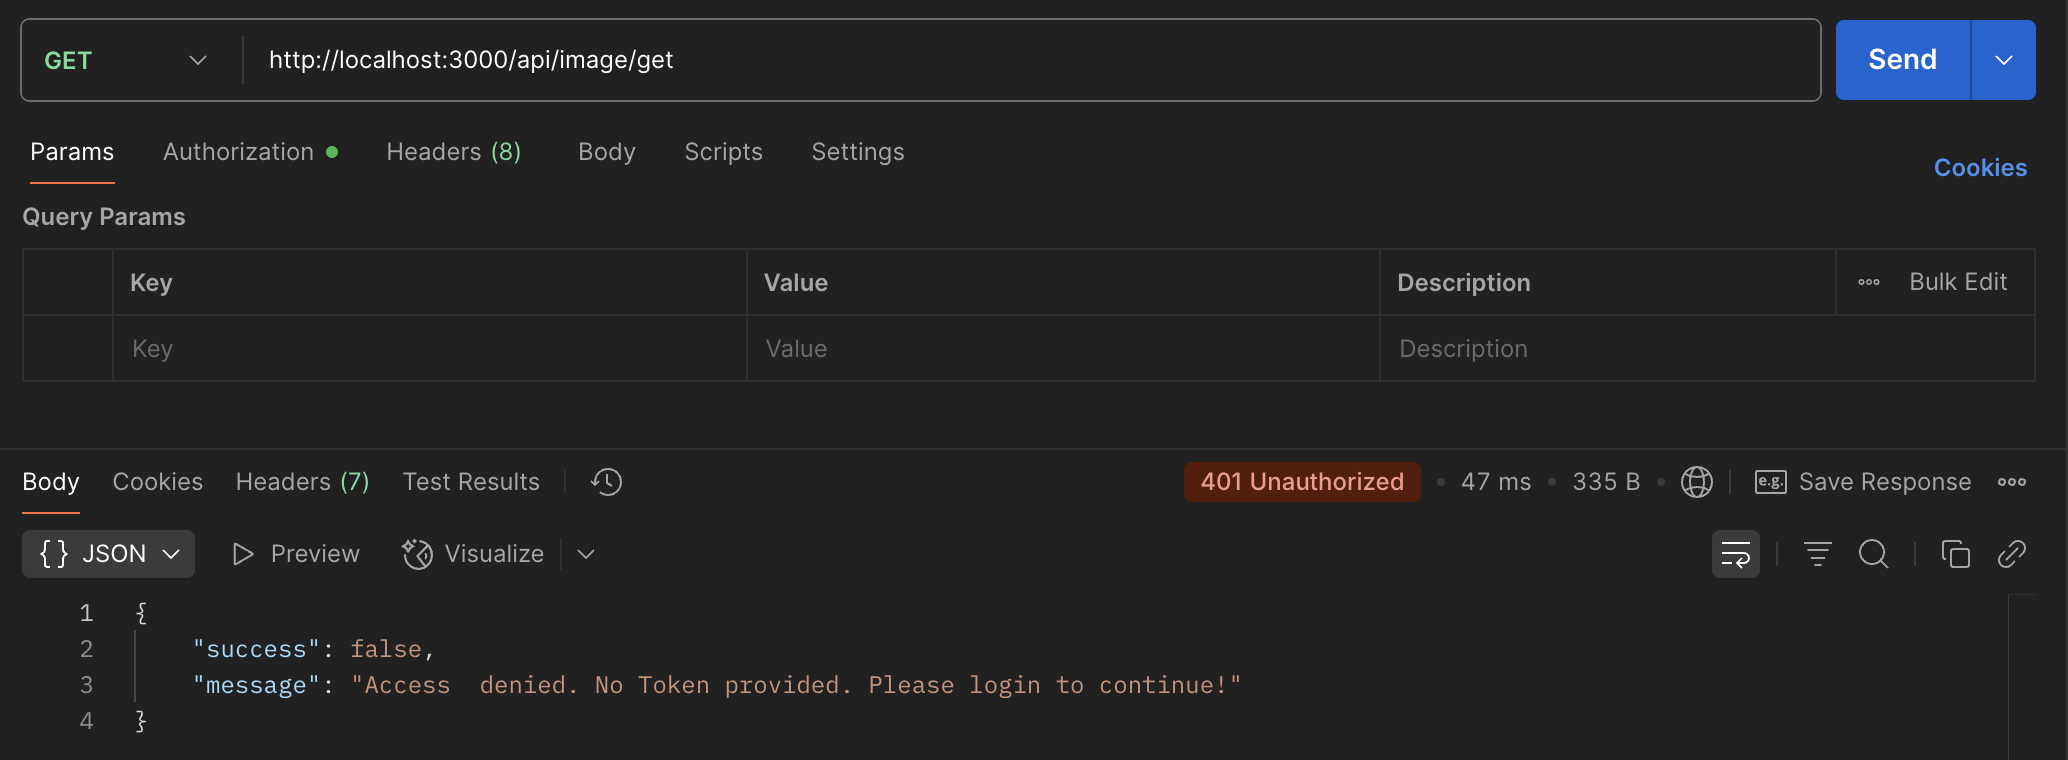 GET http://localhost:3000/api/image/get Send
Params Authorization Headers (8) Body Scripts Settings Cookies
Query Params
Key Value Description Bulk Edit
Key Value Description
Body Cookies Headers (7) Test Results 401 Unauthorized • 47 ms • 335 B • e.g. Save Response
{} JSON Preview Visualize
1 {
2 "success": false,
3 "message": "Access  denied. No Token provided. Please login to continue!"
4 }